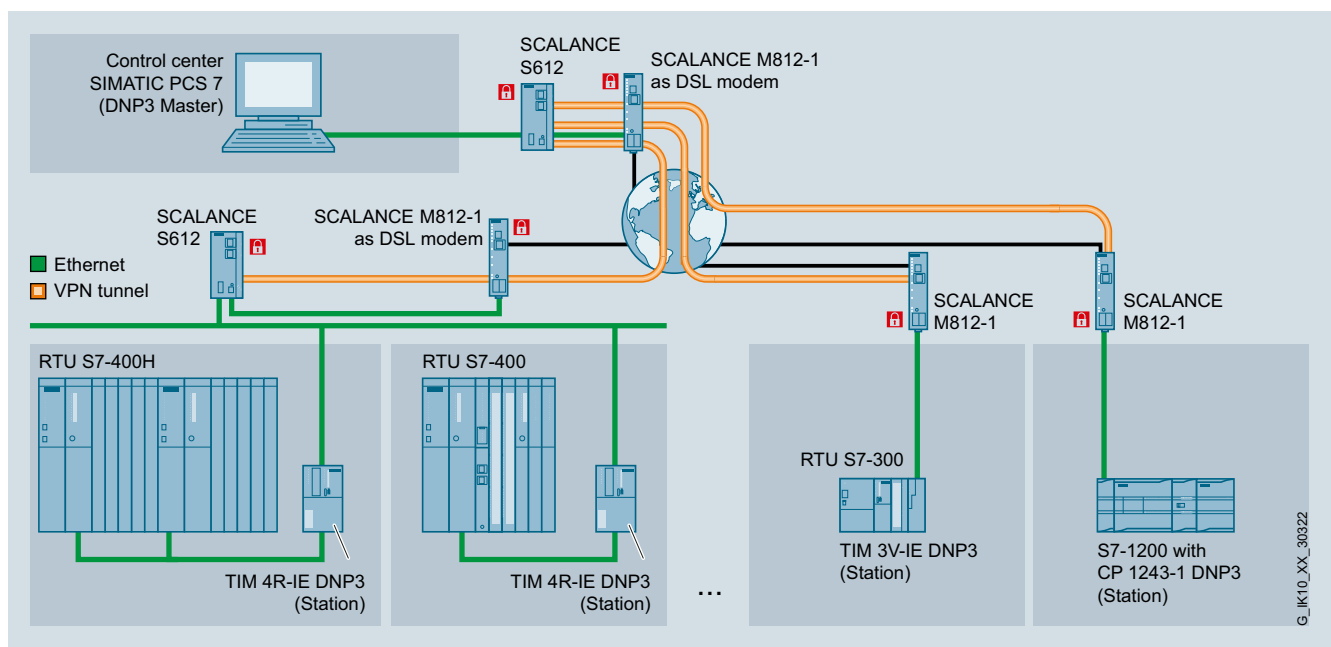 Control center
SIMATIC PCS 7
(DNP3 Master)
SCALANCE
S612
SCALANCE M812-1
as DSL modem
SCALANCE
S612
SCALANCE M812-1
as DSL modem
Ethernet
VPN tunnel
SCALANCE
M812-1
SCALANCE
M812-1
RTU S7-400H
TIM 4R-IE DNP3
(Station)
RTU S7-400
TIM 4R-IE DNP3
(Station)
...
RTU S7-300
TIM 3V-IE DNP3
(Station)
S7-1200 with
CP 1243-1 DNP3
(Station)
G_IK10_XX_30322